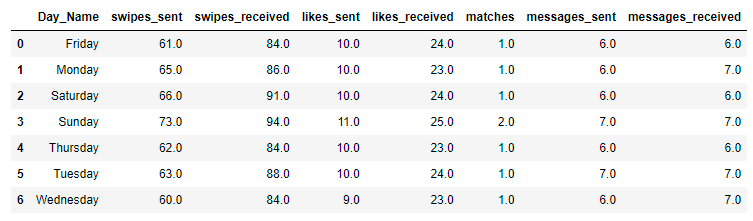 Day_Name swipes_sent swipes_received likes_sent likes_received matches messages_sent messages_received
0 Friday 61.0 84.0 10.0 24.0 1.0 6.0 6.0
1 Monday 65.0 86.0 10.0 23.0 1.0 6.0 7.0
2 Saturday 66.0 91.0 10.0 24.0 1.0 6.0 6.0
3 Sunday 73.0 94.0 11.0 25.0 2.0 7.0 7.0
4 Thursday 62.0 84.0 10.0 23.0 1.0 6.0 6.0
5 Tuesday 63.0 88.0 10.0 24.0 1.0 7.0 7.0
6 Wednesday 60.0 84.0 9.0 23.0 1.0 6.0 7.0